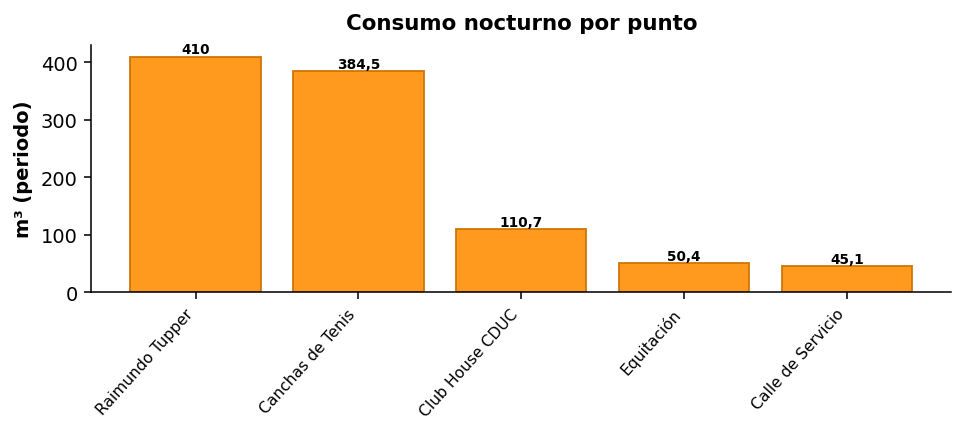 Consumo nocturno por punto
m³ (periodo)
400
300
200
100
0
410
384,5
110,7
50,4
45,1
Raimundo Tupper
Canchas de Tenis
Club House CDUC
Equitación
Calle de Servicio